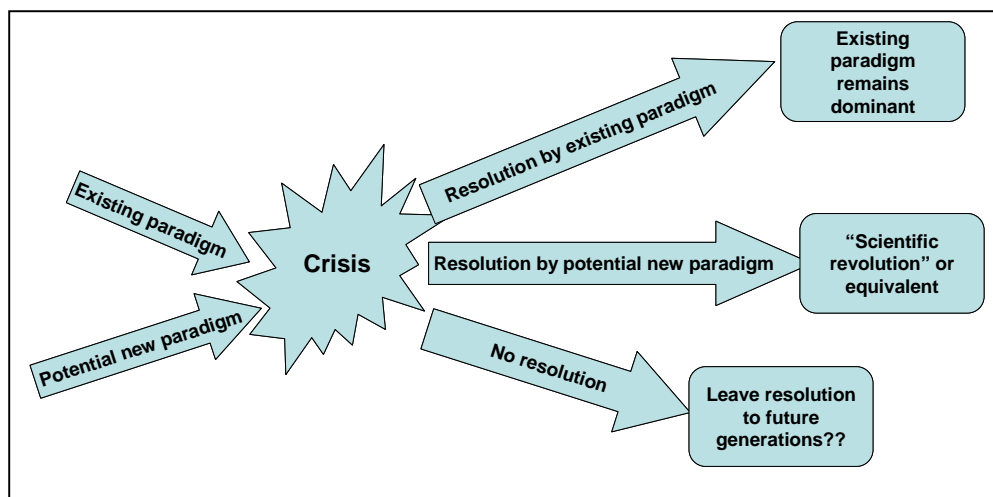 Existing paradigm
Potential new paradigm
Crisis
Resolution by existing paradigm
Existing
paradigm
remains
dominant
Resolution by potential new paradigm
“Scientific
revolution” or
equivalent
No resolution
Leave resolution
to future
generations??